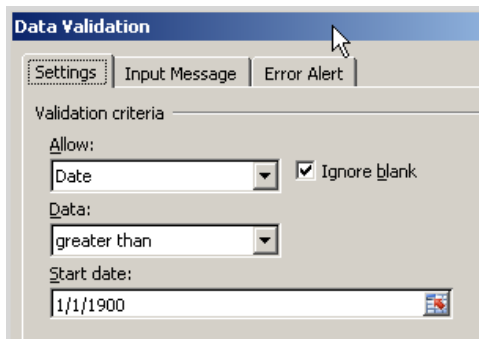 Data Validation
Settings Input Message Error Alert
Validation criteria
Allow:
Date Ignore blank
Data:
greater than
Start date:
1/1/1900